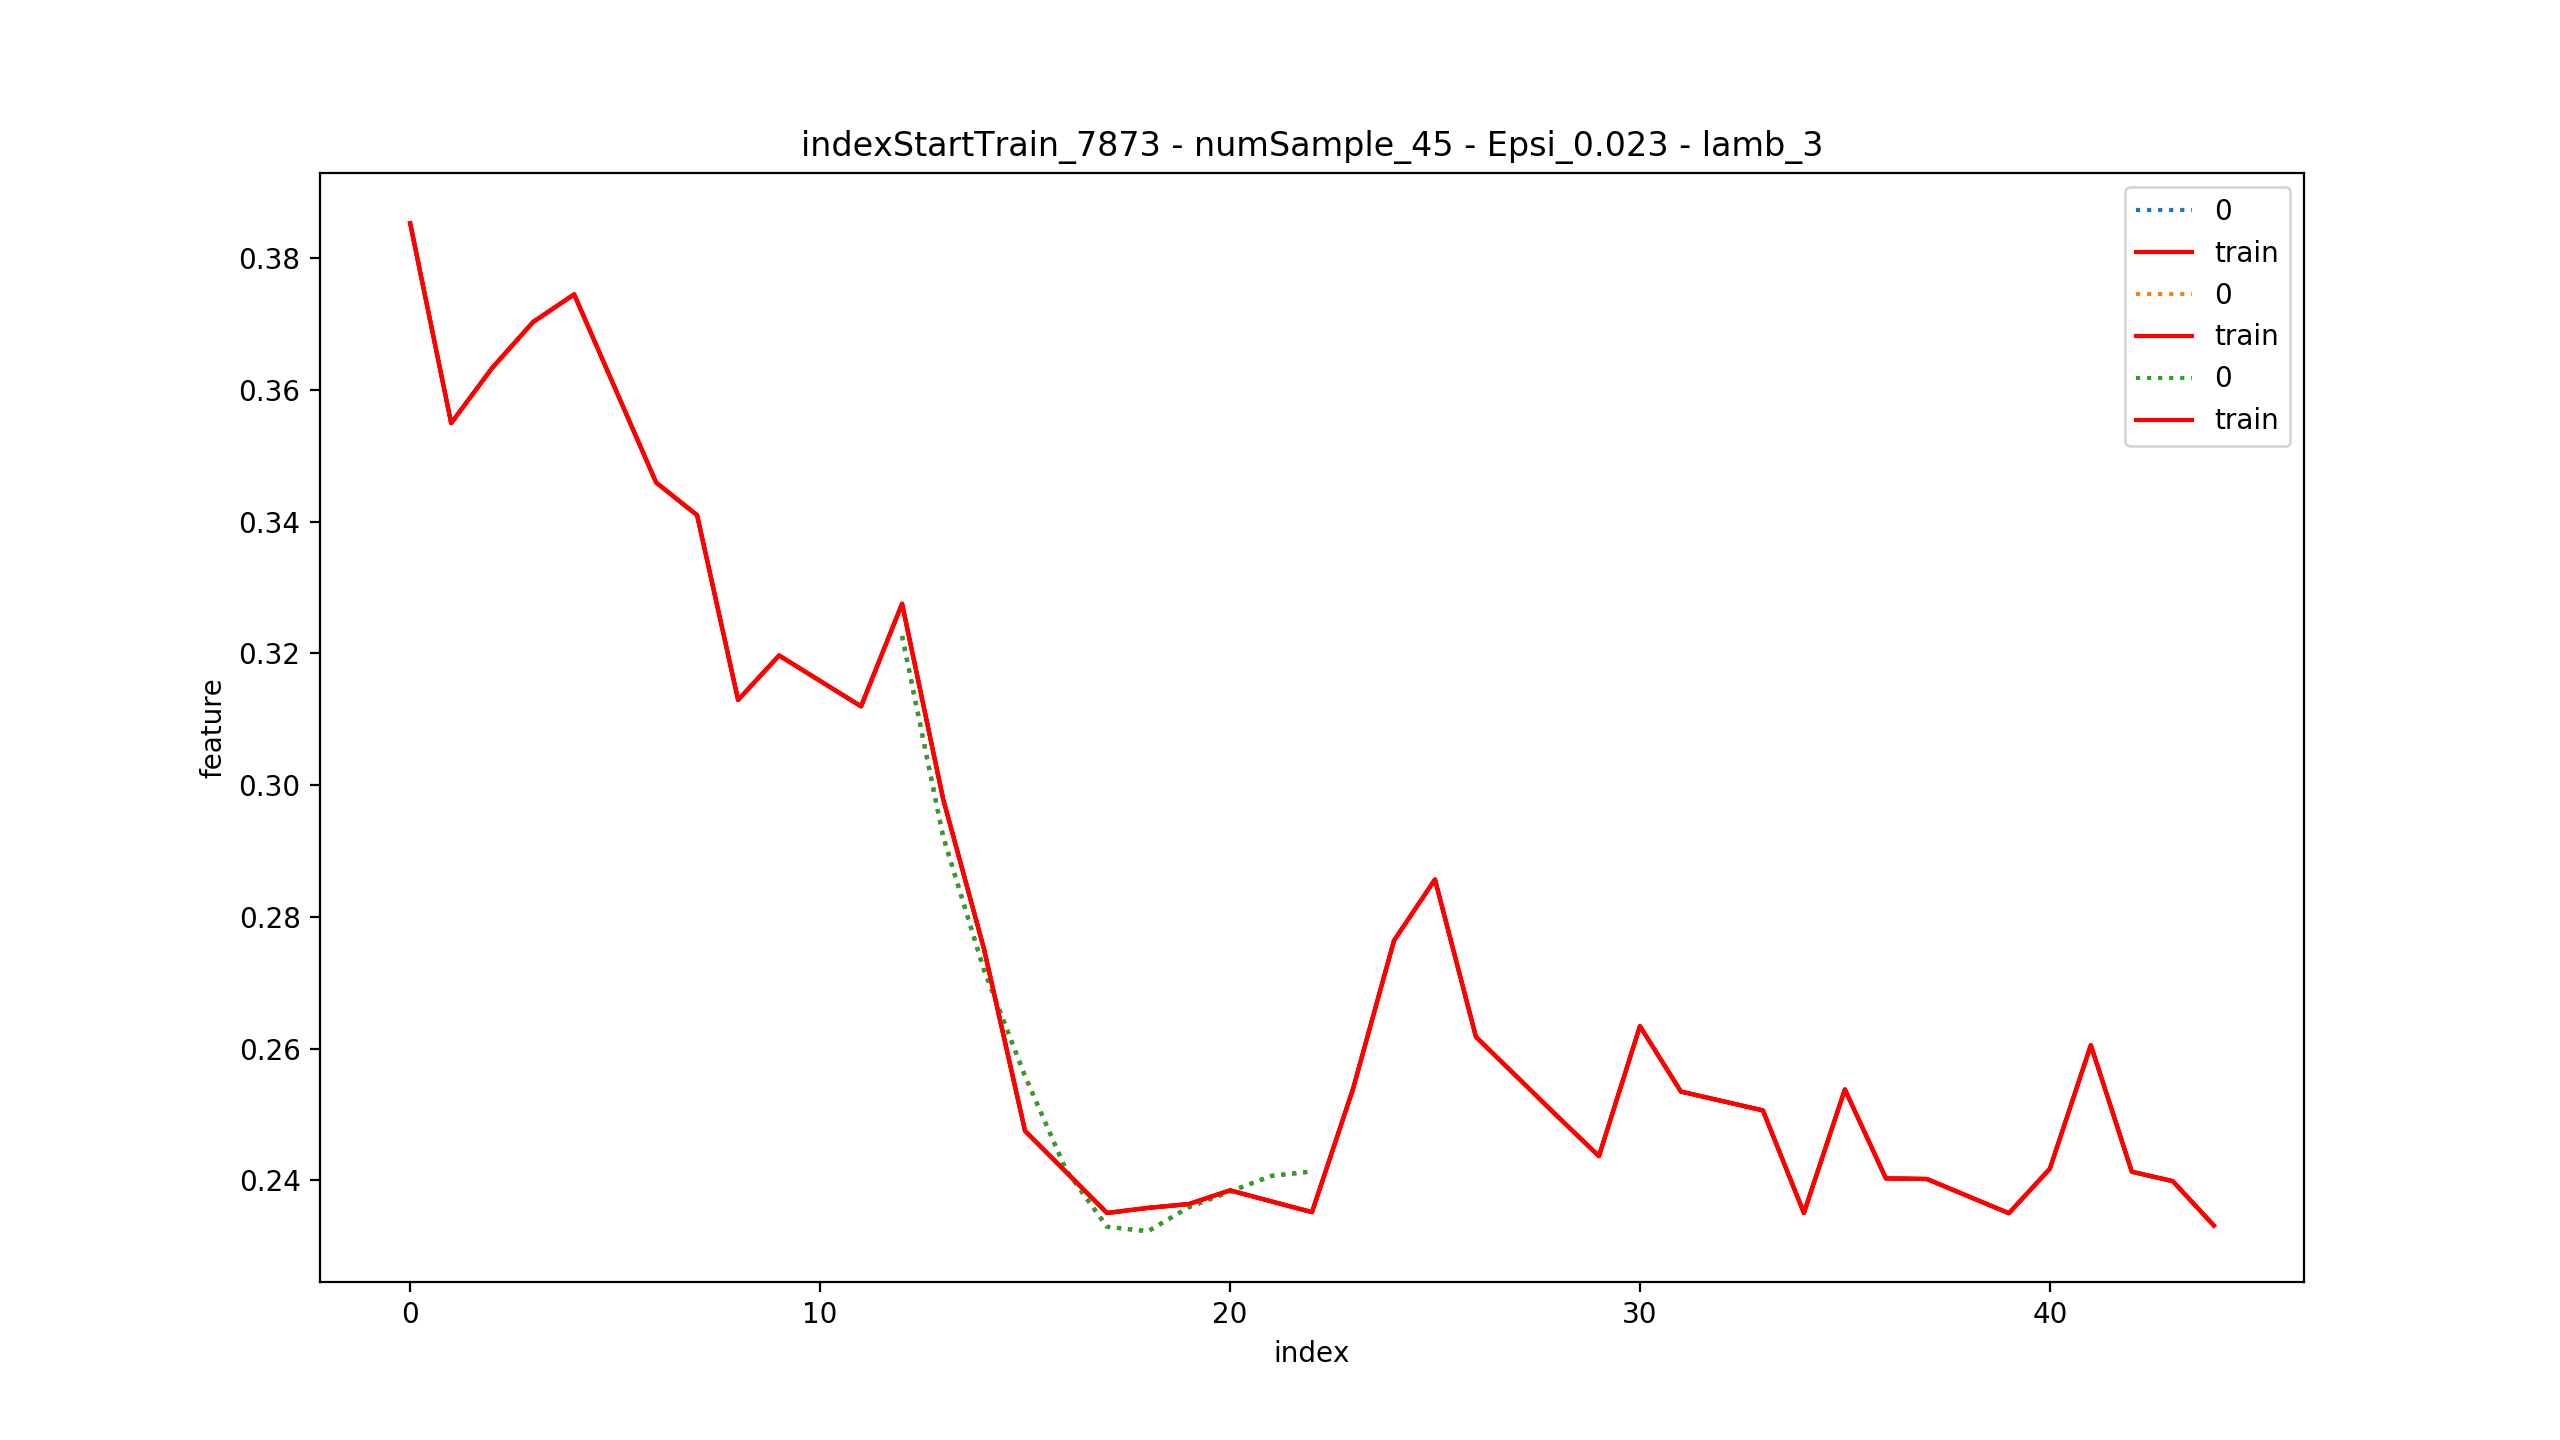 indexStartTrain_7873 - numSample_45 - Epsi_0.023 - lamb_3
0
train
0
train
0
train
0.38
0.36
0.34
0.32
0.30
0.28
0.26
0.24
feature
0 10 20 30 40
index